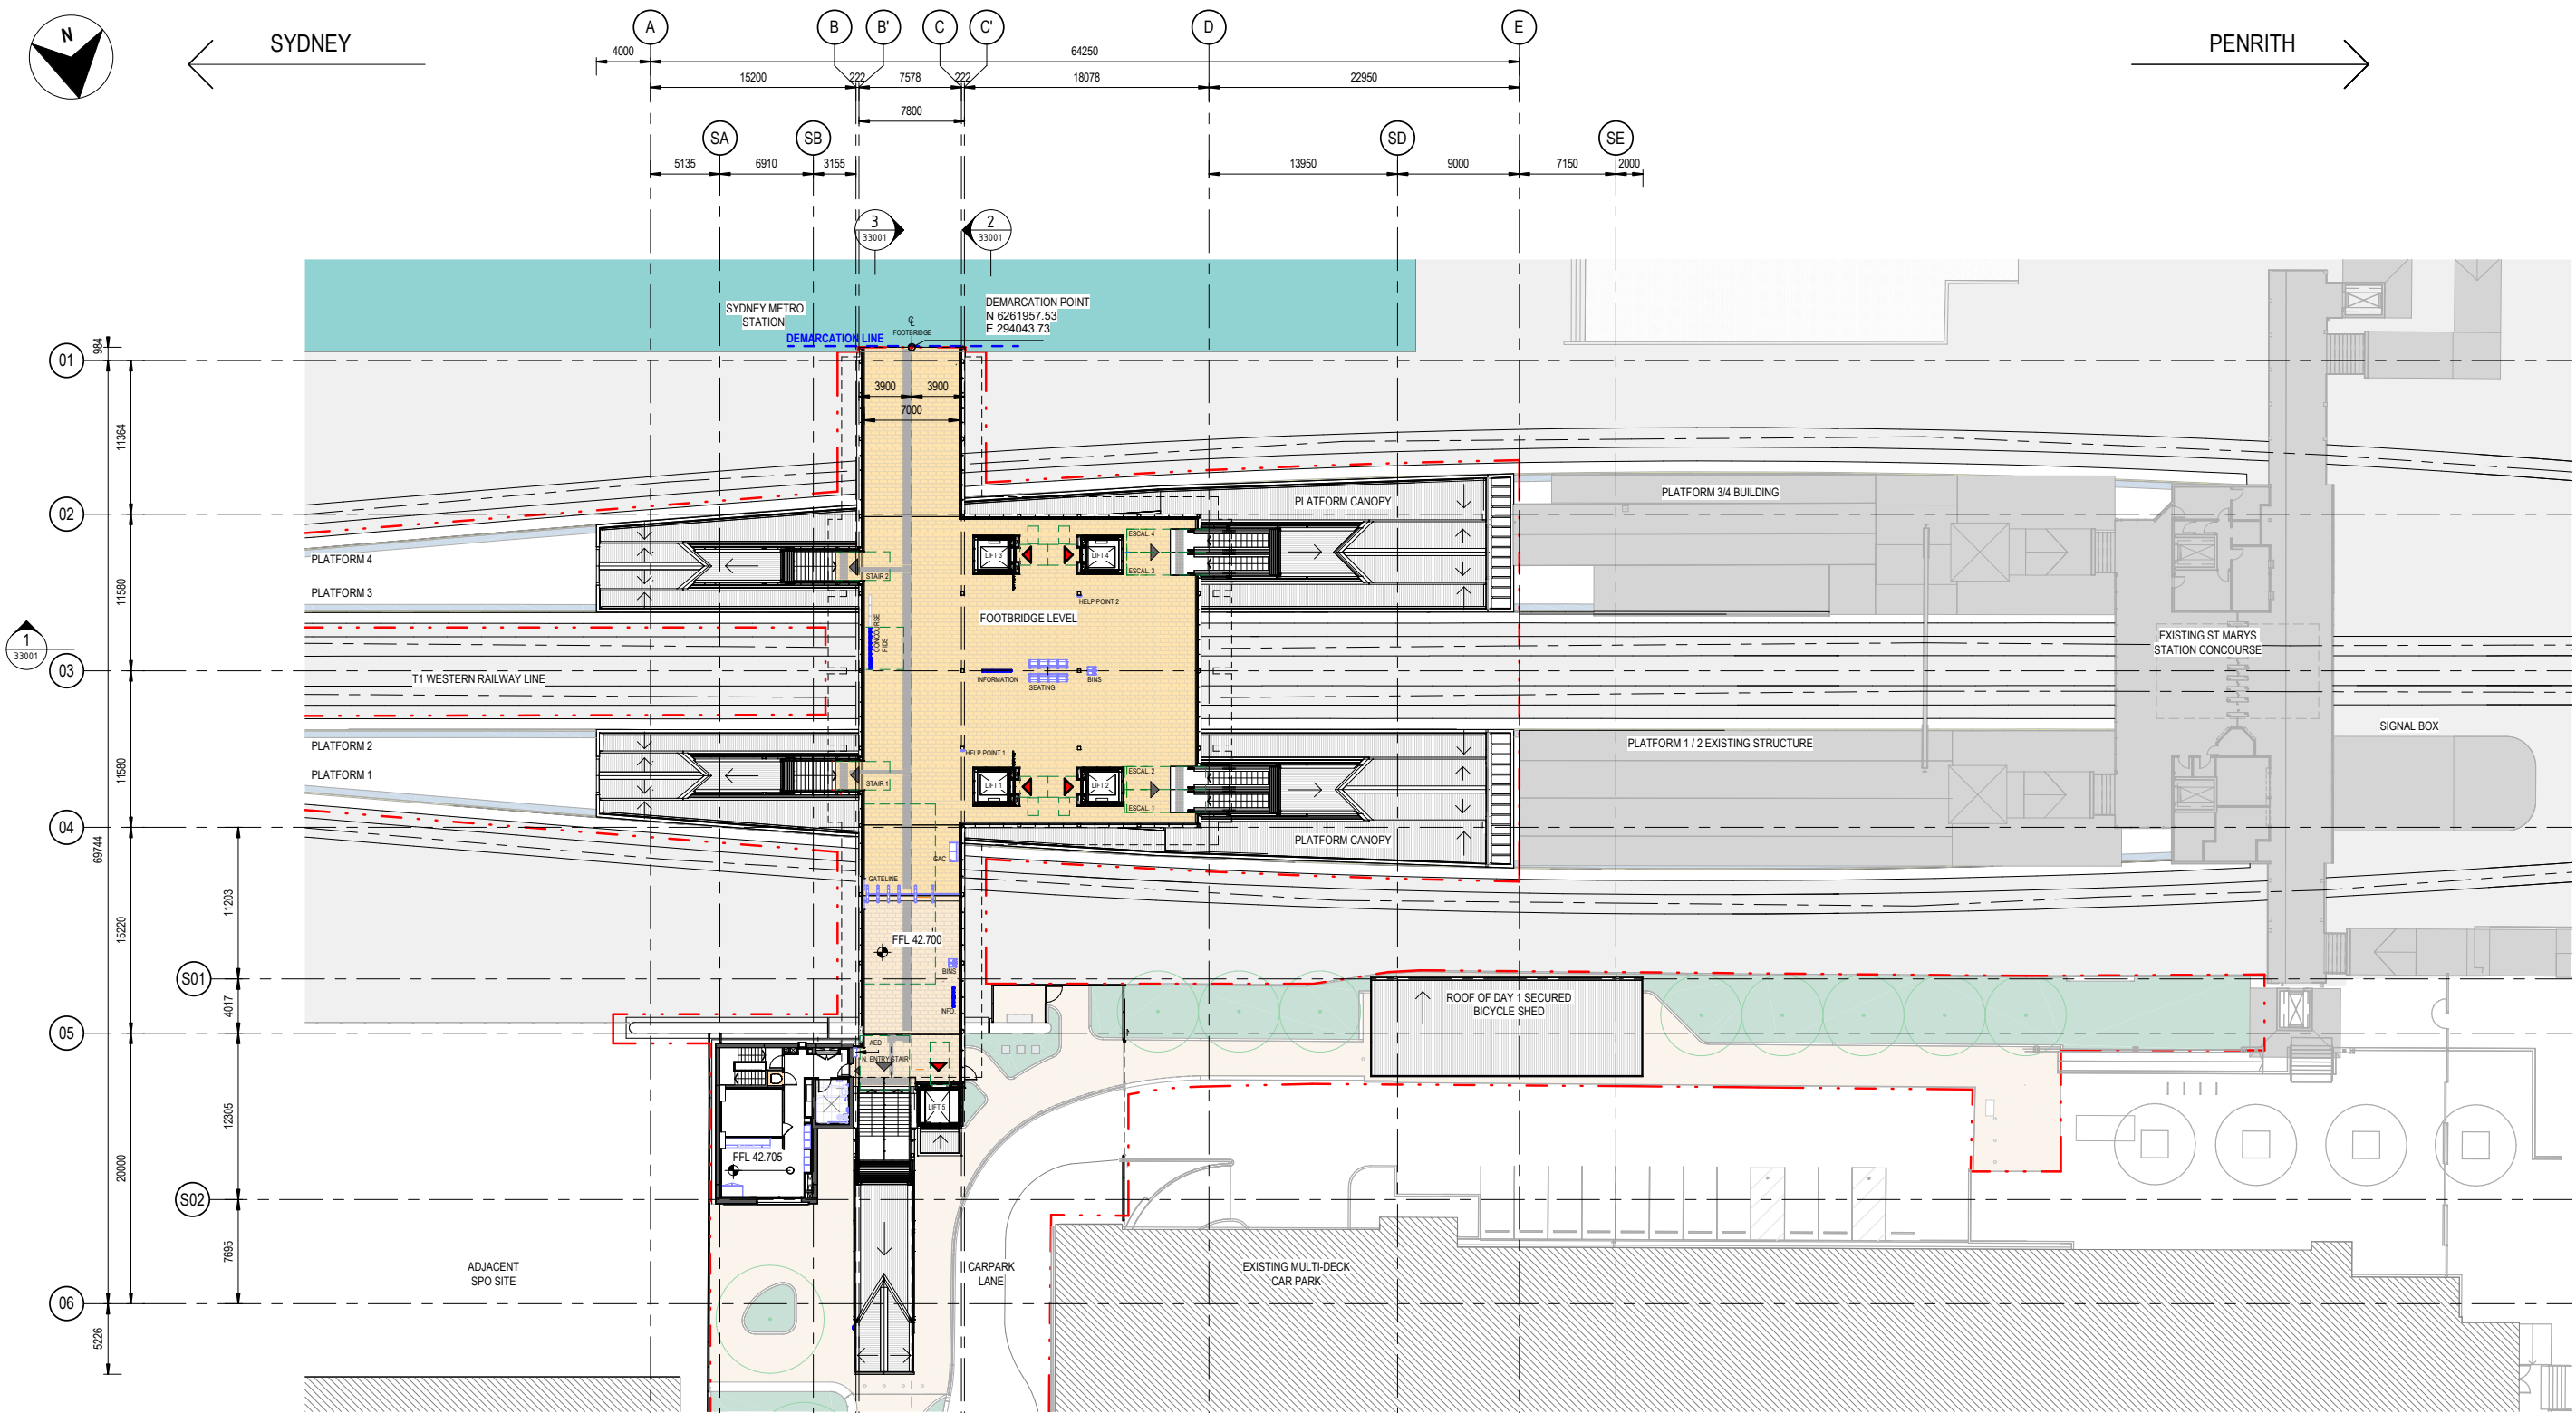 N
SYDNEY
PENRITH
A
B
B'
C
C'
D
E
4000
64250
15200
222
7578
222
18078
22950
7800
SA
SB
SD
SE
5135
6910
3155
13950
9000
7150
2000
3
33001
2
33001
SYDNEY METRO
STATION
DEMARCATION POINT
N 6261957.53
E 294043.73
FOOTBRIDGE
DEMARCATION LINE
984
01
3900
3900
7000
11364
02
PLATFORM CANOPY
PLATFORM 3/4 BUILDING
PLATFORM 4
PLATFORM 3
STAIR 2
LIFT 3
LIFT 4
ESCAL. 4
ESCAL. 3
11580
HELP POINT 2
FOOTBRIDGE LEVEL
CONCOURSE
PIDS
1
33001
03
EXISTING ST MARYS
STATION CONCOURSE
T1 WESTERN RAILWAY LINE
INFORMATION
SEATING
BINS
SIGNAL BOX
PLATFORM 2
PLATFORM 1
11580
HELP POINT 1
PLATFORM 1 / 2 EXISTING STRUCTURE
STAIR 1
LIFT 1
LIFT 2
ESCAL. 2
ESCAL. 1
04
69744
PLATFORM CANOPY
GAC
GATELINE
11203
15220
FFL 42.700
BINS
INFO.
S01
4017
ROOF OF DAY 1 SECURED
BICYCLE SHED
05
AED
N. ENTRY STAIR
LIFT 5
12305
20000
FFL 42.705
S02
7695
ADJACENT
SPO SITE
CARPARK
LANE
EXISTING MULTI-DECK
CAR PARK
06
5226